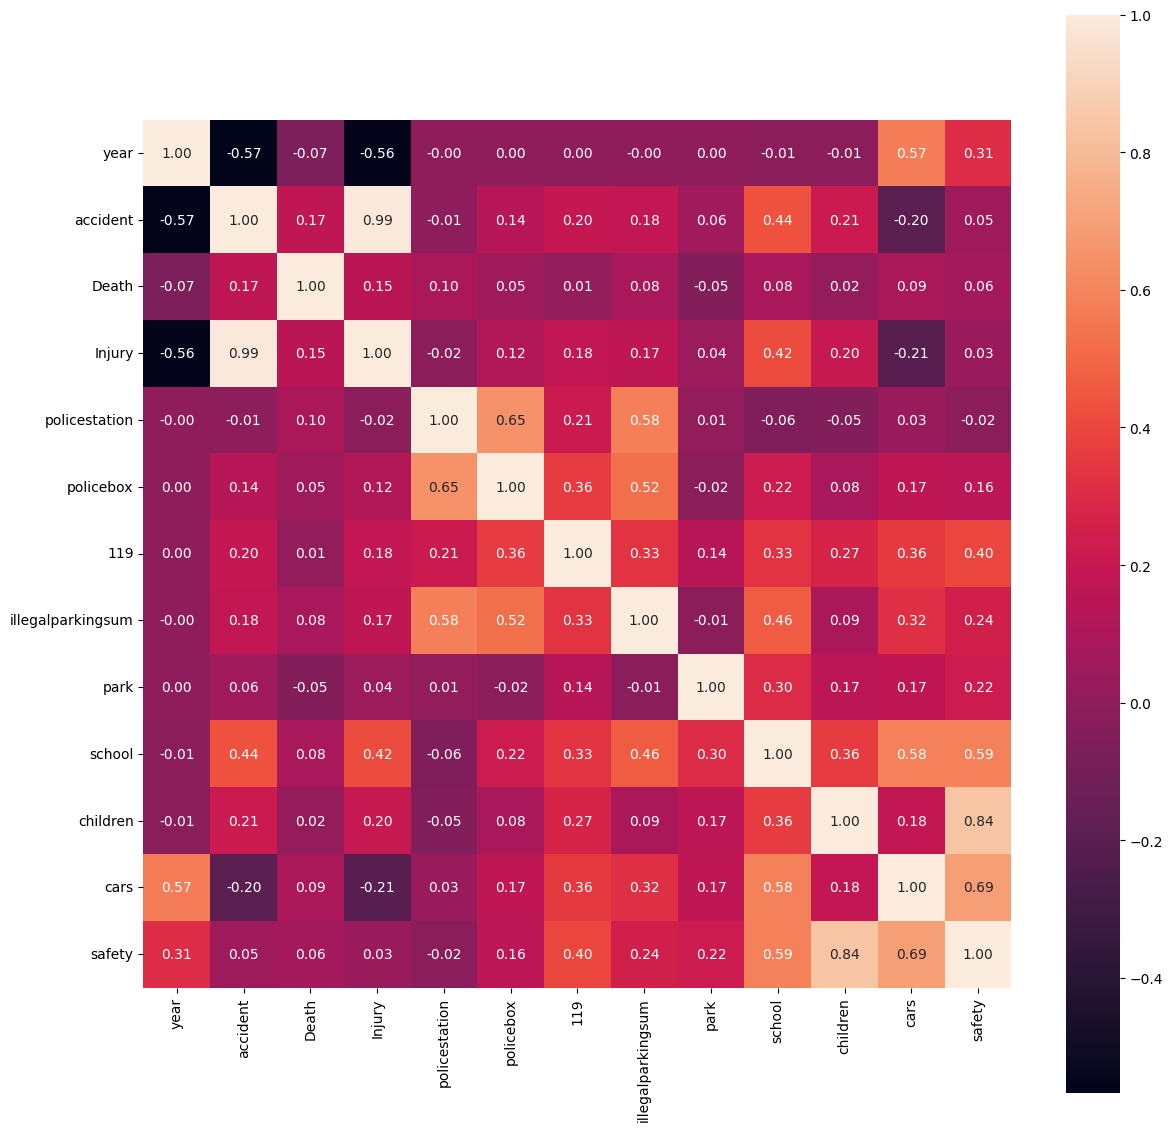 1.0
year 1.00 -0.57 -0.07 -0.56 -0.00 0.00 0.00 -0.00 0.00 -0.01 -0.01 0.57 0.31
0.8
accident -0.57 1.00 0.17 0.99 -0.01 0.14 0.20 0.18 0.06 0.44 0.21 -0.20 0.05
Death -0.07 0.17 1.00 0.15 0.10 0.05 0.01 0.08 -0.05 0.08 0.02 0.09 0.06
0.6
Injury -0.56 0.99 0.15 1.00 -0.02 0.12 0.18 0.17 0.04 0.42 0.20 -0.21 0.03
policestation -0.00 -0.01 0.10 -0.02 1.00 0.65 0.21 0.58 0.01 -0.06 -0.05 0.03 -0.02
0.4
policebox 0.00 0.14 0.05 0.12 0.65 1.00 0.36 0.52 -0.02 0.22 0.08 0.17 0.16
119 0.00 0.20 0.01 0.18 0.21 0.36 1.00 0.33 0.14 0.33 0.27 0.36 0.40
0.2
illegalparkingsum -0.00 0.18 0.08 0.17 0.58 0.52 0.33 1.00 -0.01 0.46 0.09 0.32 0.24
park 0.00 0.06 -0.05 0.04 0.01 -0.02 0.14 -0.01 1.00 0.30 0.17 0.17 0.22
0.0
school -0.01 0.44 0.08 0.42 -0.06 0.22 0.33 0.46 0.30 1.00 0.36 0.58 0.59
children -0.01 0.21 0.02 0.20 -0.05 0.08 0.27 0.09 0.17 0.36 1.00 0.18 0.84
−0.2
cars 0.57 -0.20 0.09 -0.21 0.03 0.17 0.36 0.32 0.17 0.58 0.18 1.00 0.69
safety 0.31 0.05 0.06 0.03 -0.02 0.16 0.40 0.24 0.22 0.59 0.84 0.69 1.00
−0.4
year accident Death Injury policestation policebox 119 illegalparkingsum park school children cars safety